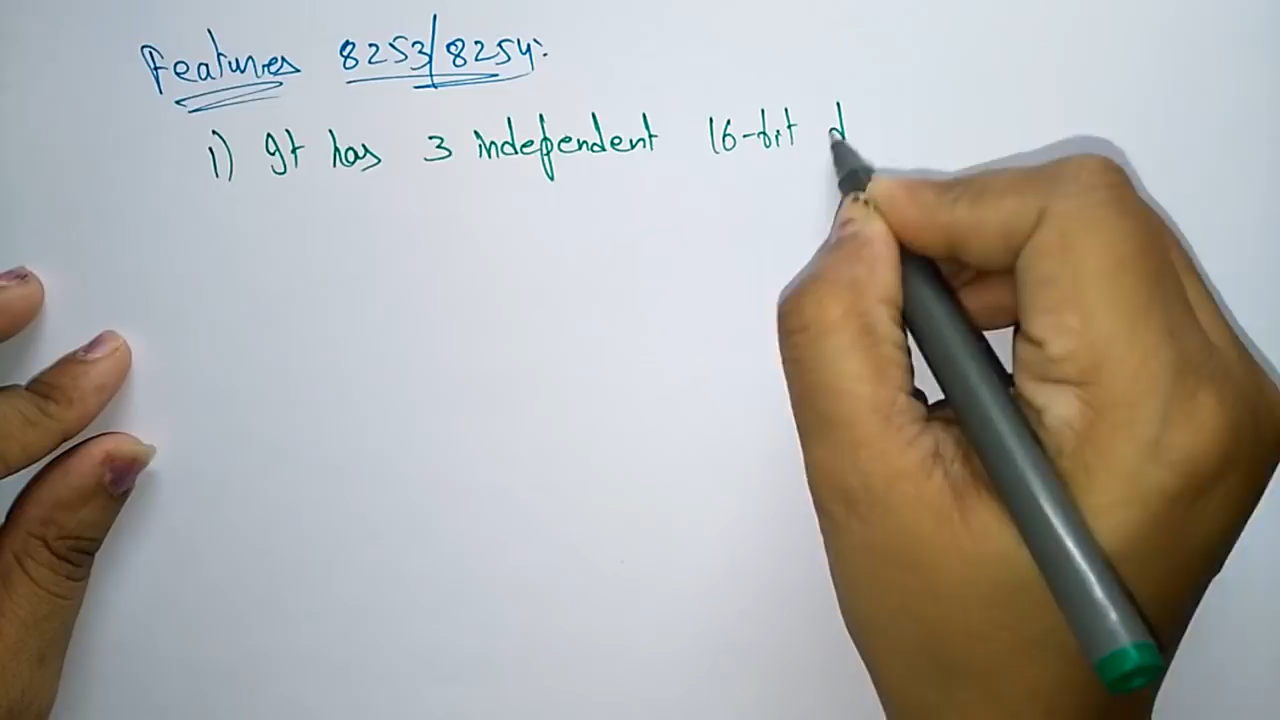 Features 8253/8254:
1) It has 3 independent 16-bit d